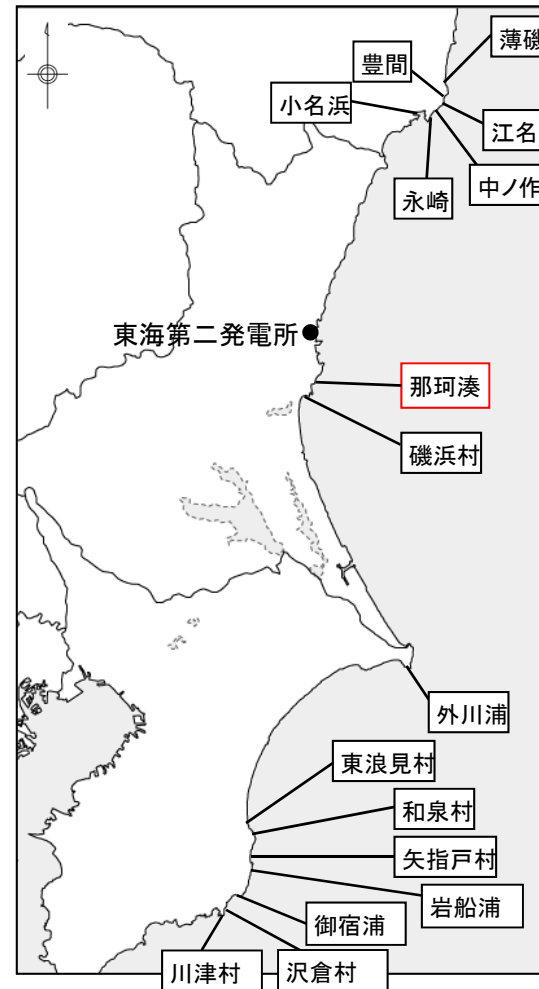 薄磯
豊間
小名浜
江名
中ノ作
永崎
東海第二発電所
那珂湊
磯浜村
外川浦
東浪見村
和泉村
矢指戸村
岩船浦
御宿浦
川津村
沢倉村